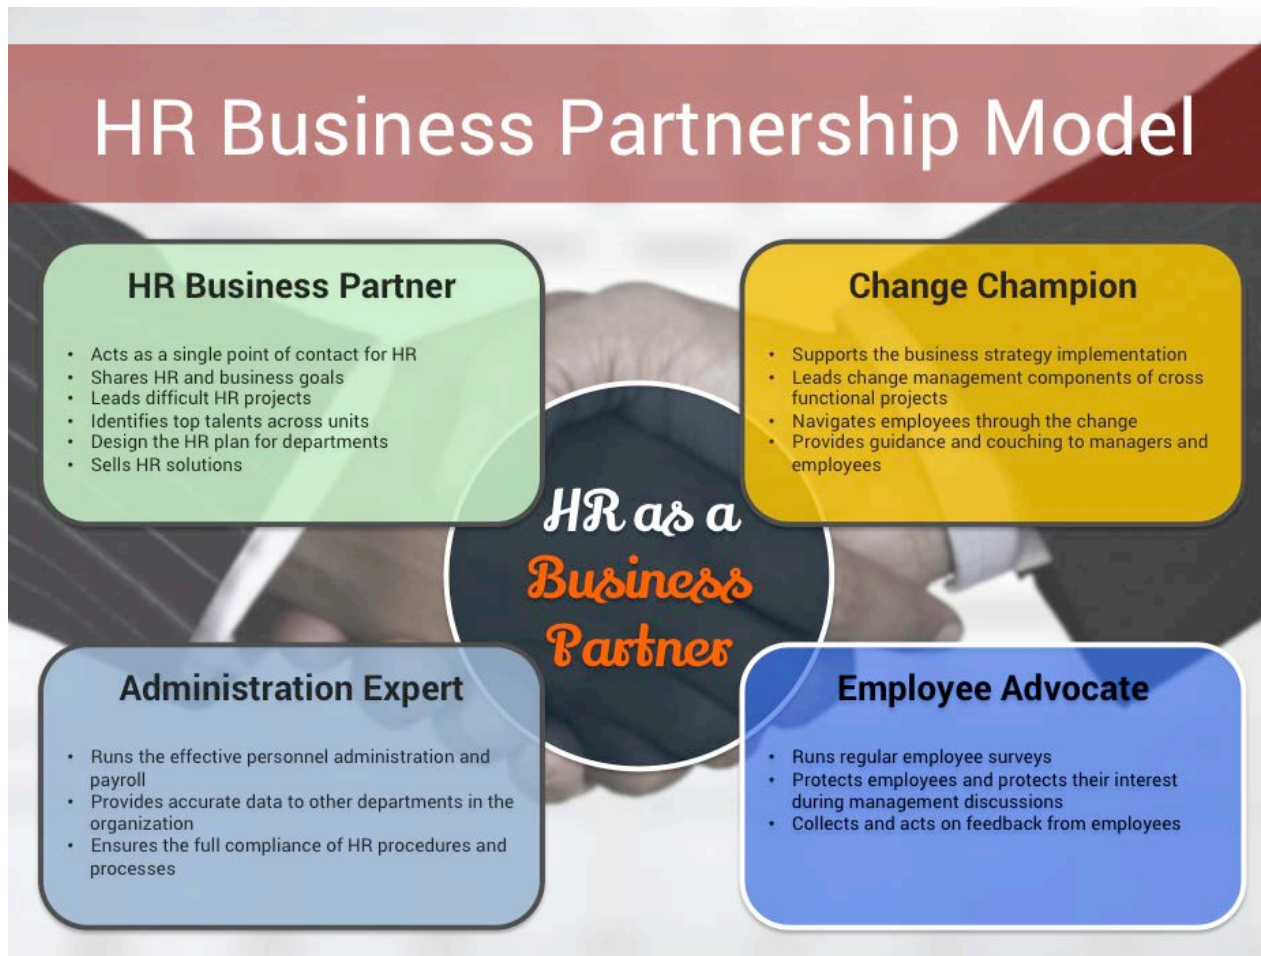 HR Business Partnership Model
HR Business Partner
• Acts as a single point of contact for HR
• Shares HR and business goals
• Leads difficult HR projects
• Identifies top talents across units
• Design the HR plan for departments
• Sells HR solutions
Change Champion
• Supports the business strategy implementation
• Leads change management components of cross
functional projects
• Navigates employees through the change
• Provides guidance and couching to managers and
employees
HR as a
Business
Partner
Administration Expert
• Runs the effective personnel administration and
payroll
• Provides accurate data to other departments in the
organization
• Ensures the full compliance of HR procedures and
processes
Employee Advocate
• Runs regular employee surveys
• Protects employees and protects their interest
during management discussions
• Collects and acts on feedback from employees